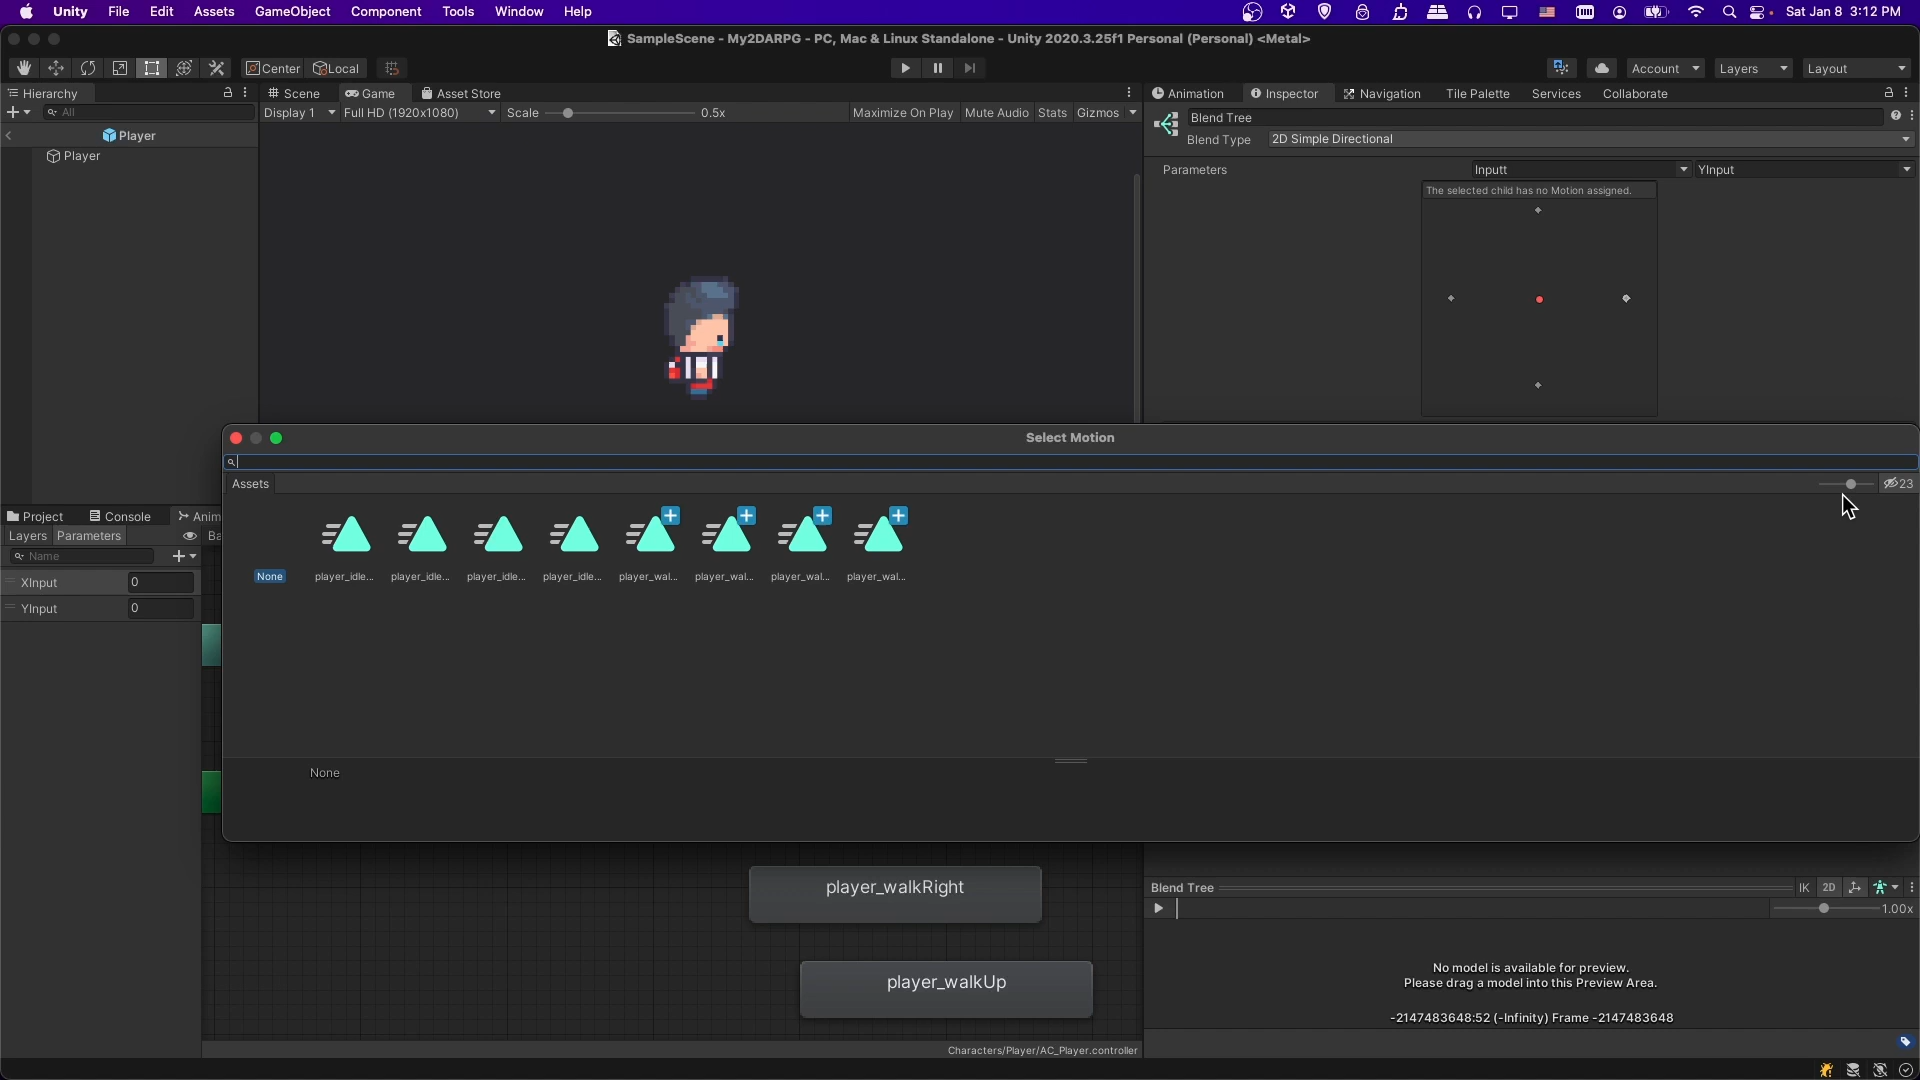 Unity File Edit Assets GameObject Component Tools Window Help Sat Jan 8 3:12 PM
SampleScene - My2DARPG - PC, Mac & Linux Standalone - Unity 2020.3.25f1 Personal (Personal) <Metal>
Center Local Account Layers Layout
Hierarchy Scene Game Asset Store Animation Inspector Navigation Tile Palette Services Collaborate
All Display 1 Full HD (1920x1080) Scale 0.5x Maximize On Play Mute Audio Stats Gizmos Blend Tree
Player
Blend Type 2D Simple Directional
Player
Parameters Inputt YInput
The selected child has no Motion assigned.
Select Motion
Assets 23
Project Console Anim
Layers Parameters Ba
Name
XInput 0
YInput 0
None player_idle... player_idle... player_idle... player_idle... player_wal... player_wal... player_wal... player_wal...
None
player_walkRight
player_walkUp
Blend Tree IK 2D
1.00x
No model is available for preview.
Please drag a model into this Preview Area.
-2147483648:52 (-Infinity) Frame -2147483648
Characters/Player/AC_Player.controller